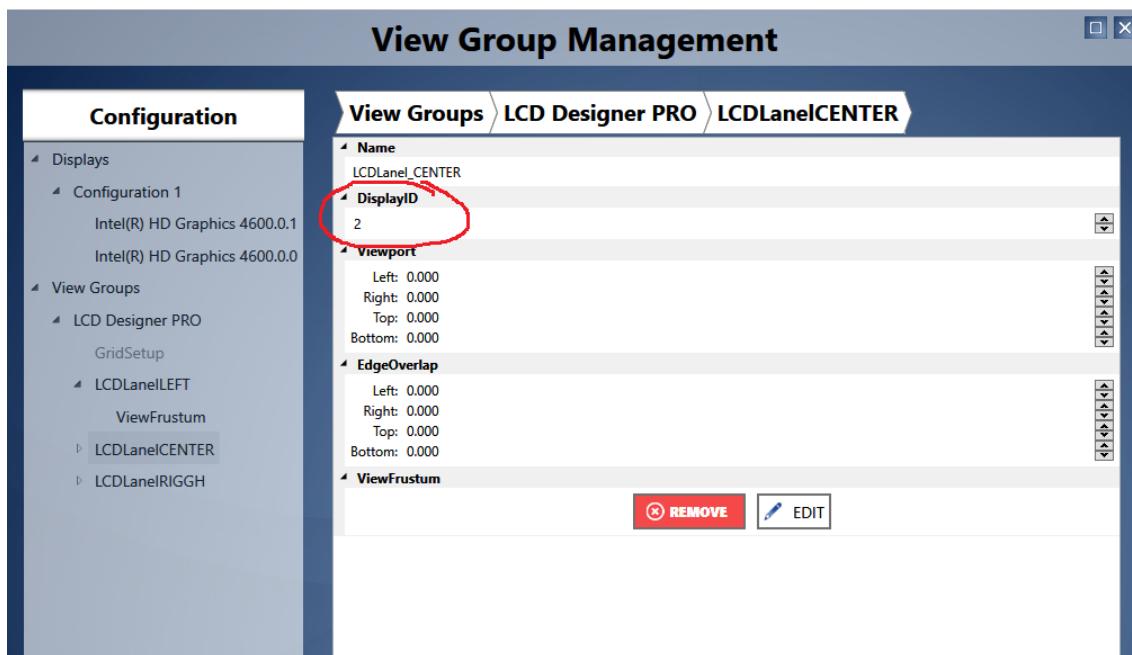 View Group Management
Configuration
Displays
Configuration 1
Intel(R) HD Graphics 4600.0.1
Intel(R) HD Graphics 4600.0.0
View Groups
LCD Designer PRO
GridSetup
LCDLanelLEFT
ViewFrustum
LCDLanelCENTER
LCDLanelRIGGH
View Groups LCD Designer PRO LCDLanelCENTER
Name
LCDLanel_CENTER
DisplayID
2
Viewport
Left: 0.000
Right: 0.000
Top: 0.000
Bottom: 0.000
EdgeOverlap
Left: 0.000
Right: 0.000
Top: 0.000
Bottom: 0.000
ViewFrustum
REMOVE EDIT